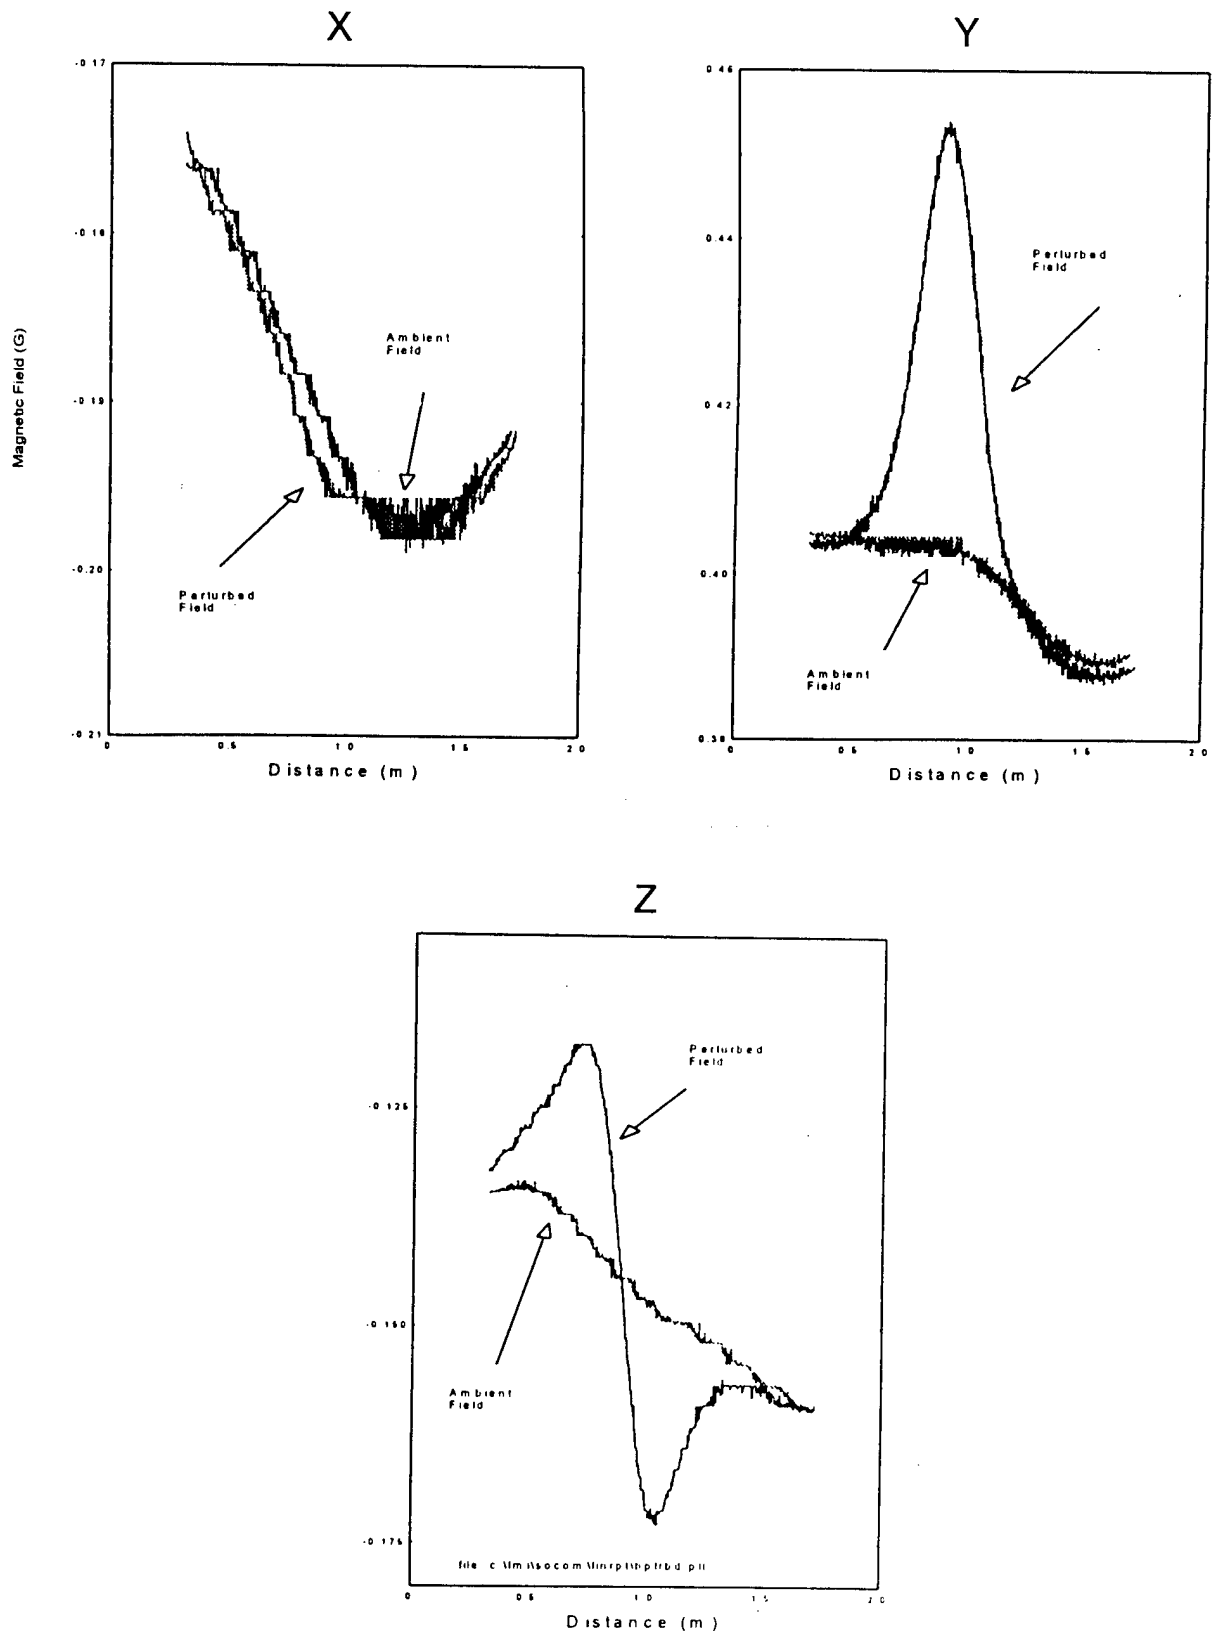 X
-0.17
-0.18
-0.19
-0.20
-0.21
Magnetic Field (G)
Ambient
Field
Perturbed
Field
0
0.5
1.0
1.5
2.0
Distance (m)
Y
0.46
0.44
0.42
0.40
0.38
Perturbed
Field
Ambient
Field
0
0.5
1.0
1.5
2.0
Distance (m)
Z
-0.125
-0.150
-0.175
Perturbed
Field
Ambient
Field
file: c:
0
0.5
1.0
1.5
2.0
Distance (m)